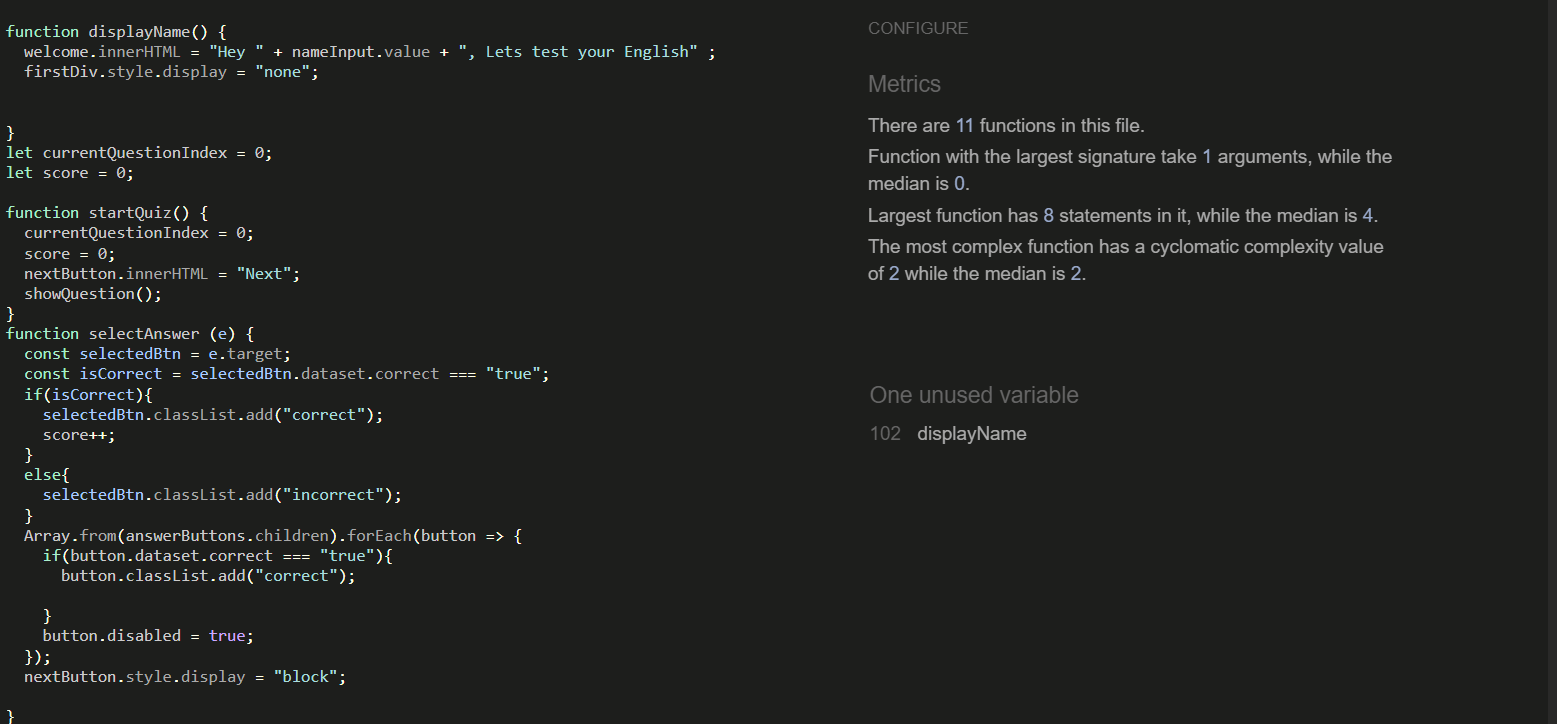 function displayName() {
welcome.innerHTML = "Hey " + nameInput.value + ", Lets test your English" ;
firstDiv.style.display = "none";
}
let currentQuestionIndex = 0;
let score = 0;
function startQuiz() {
currentQuestionIndex = 0;
score = 0;
nextButton.innerHTML = "Next";
showQuestion();
}
function selectAnswer (e) {
const selectedBtn = e.target;
const isCorrect = selectedBtn.dataset.correct === "true";
if(isCorrect){
selectedBtn.classList.add("correct");
score++;
}
else{
selectedBtn.classList.add("incorrect");
}
Array.from(answerButtons.children).forEach(button => {
if(button.dataset.correct === "true"){
button.classList.add("correct");
}
button.disabled = true;
});
nextButton.style.display = "block";
}
CONFIGURE
Metrics
There are 11 functions in this file.
Function with the largest signature take 1 arguments, while the
median is 0.
Largest function has 8 statements in it, while the median is 4.
The most complex function has a cyclomatic complexity value
of 2 while the median is 2.
One unused variable
102 displayName